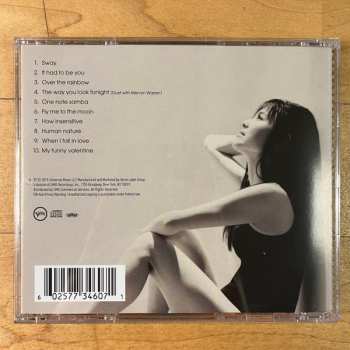 1. Sway
2. It had to be you
3. Over the rainbow
4. The way you look tonight (Duet with Mervyn Warren)
5. One note samba
6. Fly me to the moon
7. How insensitive
8. Human nature
9. When I fall in love
10. My funny valentine
verve
6 02577 34607 1